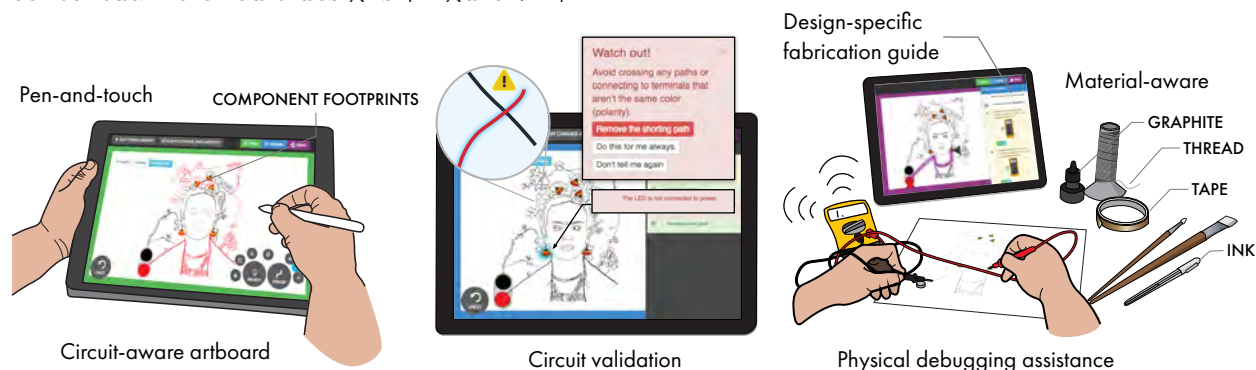 Design-specific
fabrication guide
Pen-and-touch
COMPONENT FOOTPRINTS
Watch out!
Avoid crossing any paths or
connecting to terminals that
aren't the same color
(polarity).
Remove the shorting path
Do this for me always.
Don't tell me again
The LED is not connected to power.
Material-aware
GRAPHITE
THREAD
TAPE
INK
Circuit-aware artboard
Circuit validation
Physical debugging assistance